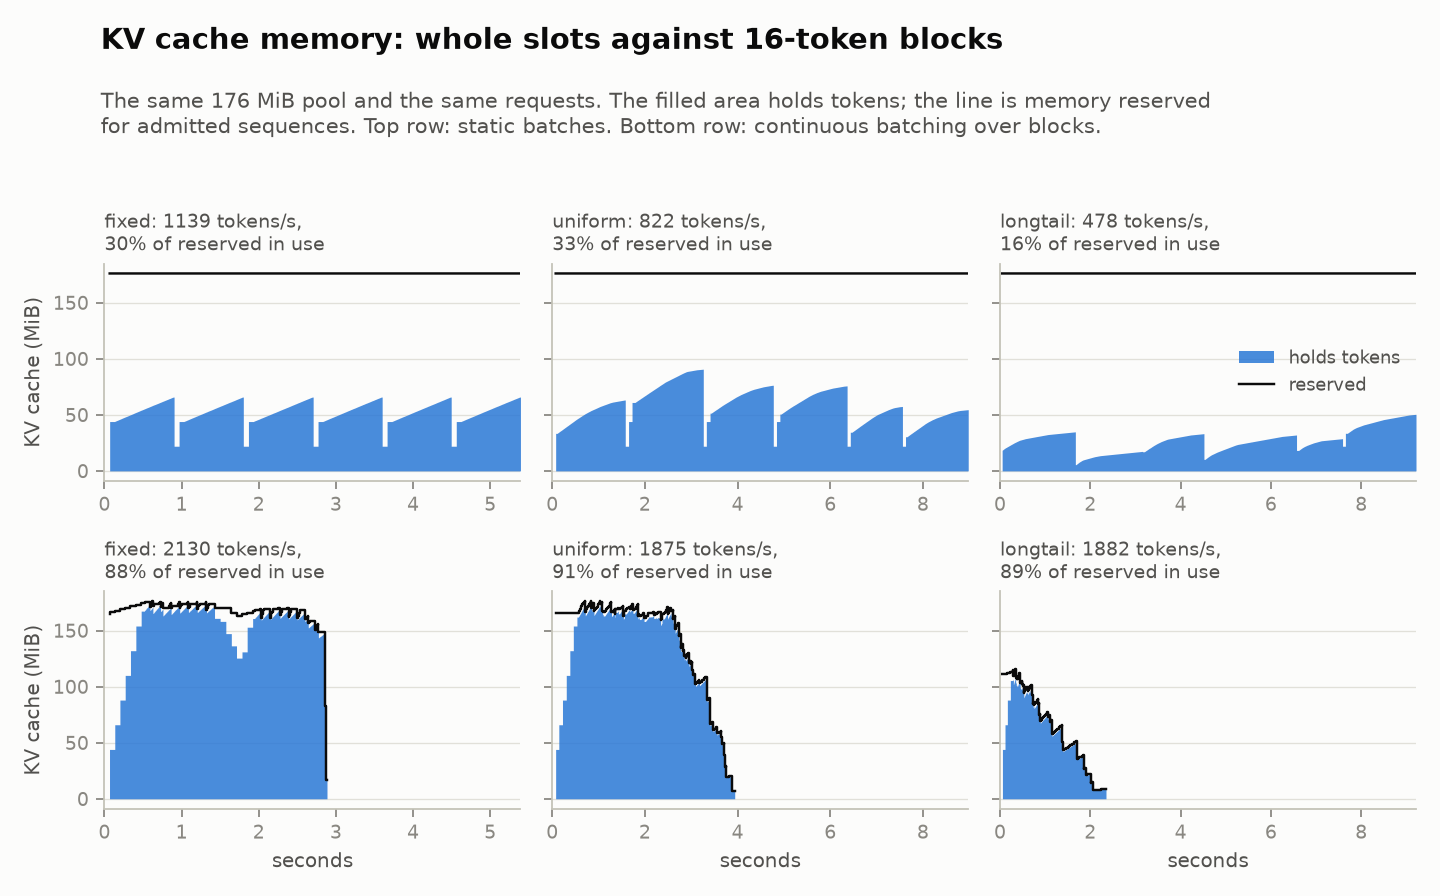 KV cache memory: whole slots against 16-token blocks
The same 176 MiB pool and the same requests. The filled area holds tokens; the line is memory reserved
for admitted sequences. Top row: static batches. Bottom row: continuous batching over blocks.
fixed: 1139 tokens/s,
30% of reserved in use
uniform: 822 tokens/s,
33% of reserved in use
longtail: 478 tokens/s,
16% of reserved in use
KV cache (MiB)
150
100
50
0
holds tokens
reserved
0 1 2 3 4 5
0 2 4 6 8
0 2 4 6 8
fixed: 2130 tokens/s,
88% of reserved in use
uniform: 1875 tokens/s,
91% of reserved in use
longtail: 1882 tokens/s,
89% of reserved in use
KV cache (MiB)
150
100
50
0
0 1 2 3 4 5
0 2 4 6 8
0 2 4 6 8
seconds
seconds
seconds